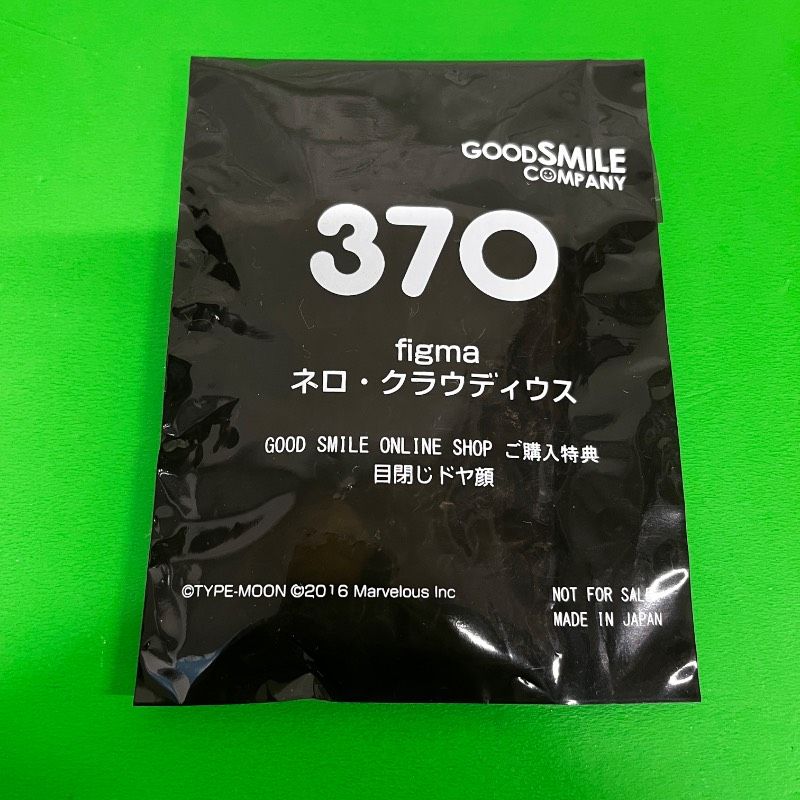 GOODSMILE
COMPANY
370
figma
ネロ・クラウディウス
GOOD SMILE ONLINE SHOP ご購入特典
目閉じドヤ顔
©TYPE-MOON ©2016 Marvelous Inc
NOT FOR SALE
MADE IN JAPAN